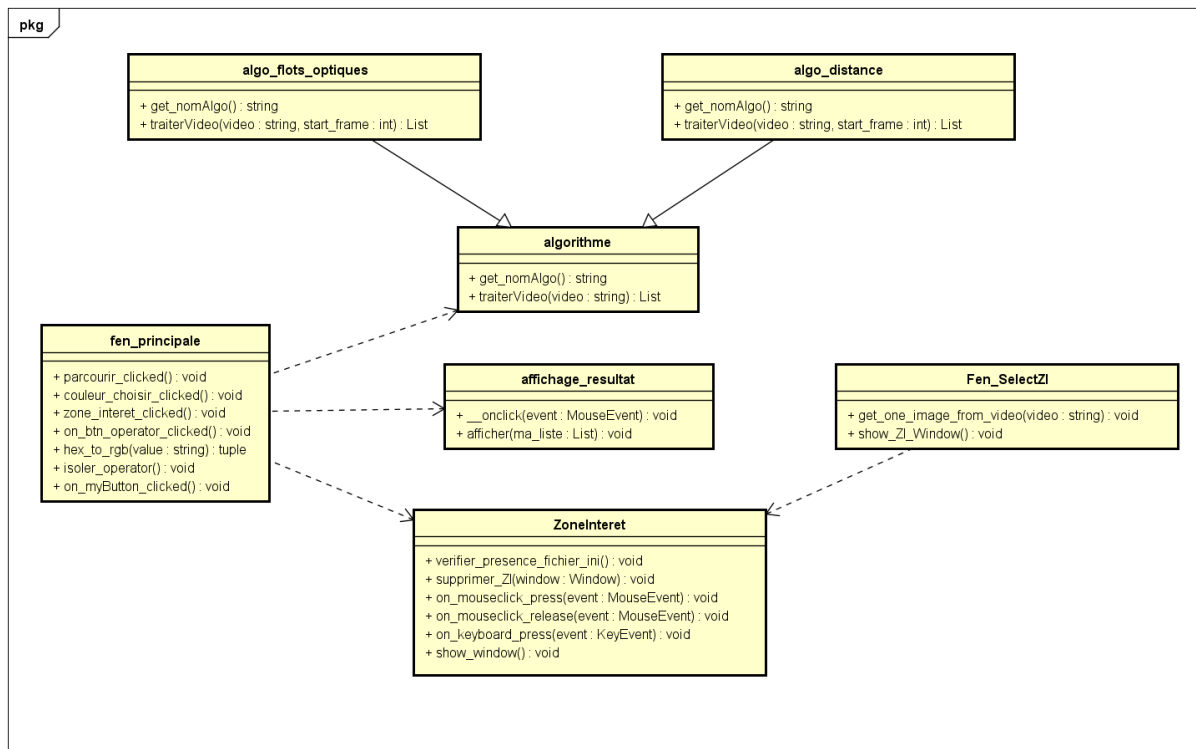 pkg
algo_flots_optiques
+ get_nomAlgo() : string
+ traiterVideo(video : string, start_frame : int) : List
algo_distance
+ get_nomAlgo() : string
+ traiterVideo(video : string, start_frame : int) : List
algorithme
+ get_nomAlgo() : string
+ traiterVideo(video : string) : List
fen_principale
+ parcourir_clicked() : void
+ couleur_choisir_clicked() : void
+ zone_interet_clicked() : void
+ on_btn_operator_clicked() : void
+ hex_to_rgb(value : string) : tuple
+ isoler_operator() : void
+ on_myButton_clicked() : void
affichage_resultat
+ __onclick(event : MouseEvent) : void
+ afficher(ma_liste : List) : void
Fen_SelectZI
+ get_one_image_from_video(video : string) : void
+ show_ZI_Window() : void
ZoneInteret
+ verifier_presence_fichier_ini() : void
+ supprimer_ZI(window : Window) : void
+ on_mouseclick_press(event : MouseEvent) : void
+ on_mouseclick_release(event : MouseEvent) : void
+ on_keyboard_press(event : KeyEvent) : void
+ show_window() : void